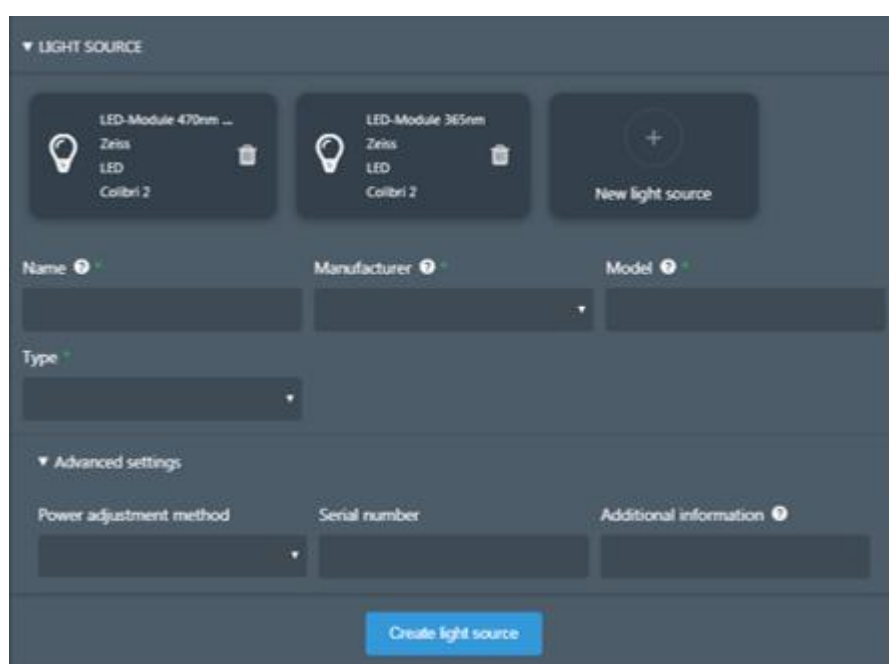 ▼ LIGHT SOURCE
LED-Module 470nm ...
Zeiss
LED
Colibri 2
LED-Module 365nm
Zeiss
LED
Colibri 2
+
New light source
Name ? *
Manufacturer ? *
Model ? *
Type *
▼ Advanced settings
Power adjustment method
Serial number
Additional information ?
Create light source